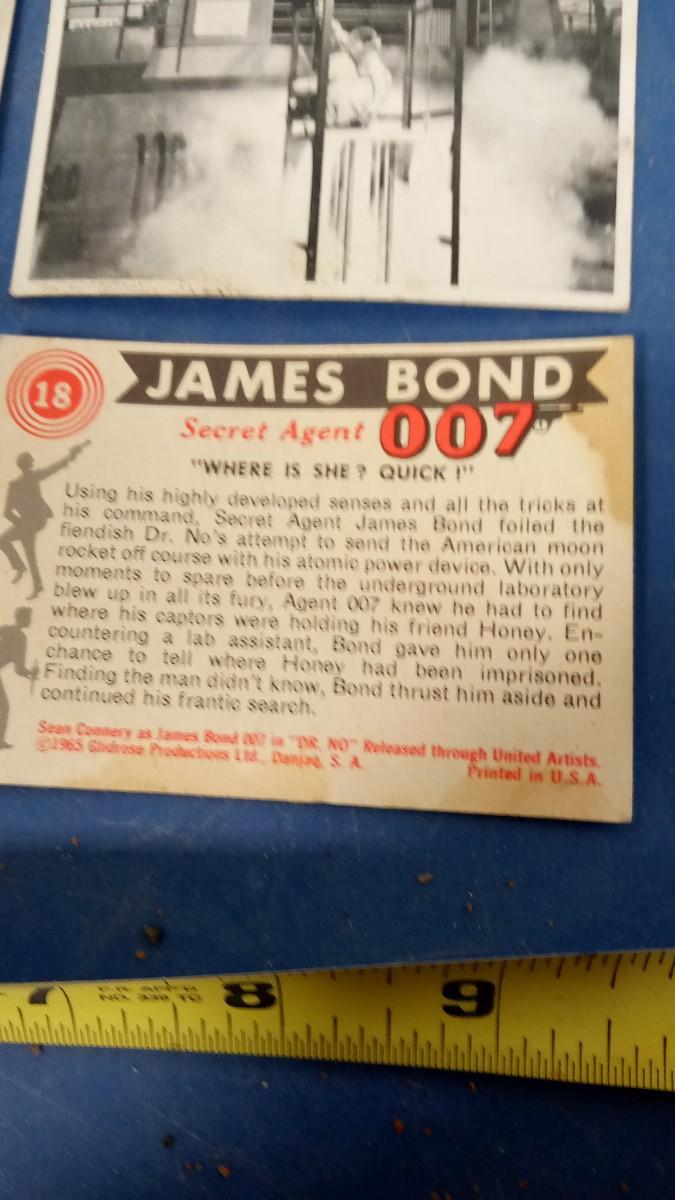 18
JAMES BOND
Secret Agent 007
"WHERE IS SHE? QUICK!"
Using his highly developed senses and all the tricks at
his command, Secret Agent James Bond foiled the
fiendish Dr. No's attempt to send the American moon
rocket off course with his atomic power device. With only
moments to spare before the underground laboratory
blew up in all its fury, Agent 007 knew he had to find
where his captors were holding his friend Honey. En-
countering a lab assistant, Bond gave him only one
chance to tell where Honey had been imprisoned.
Finding the man didn't know, Bond thrust him aside and
continued his frantic search.
Sean Connery as James Bond 007 in "DR. NO" Released through United Artists.
©1965 Glidrose Productions Ltd., Danjaq, S. A.
Printed in U.S.A.
7 8 9